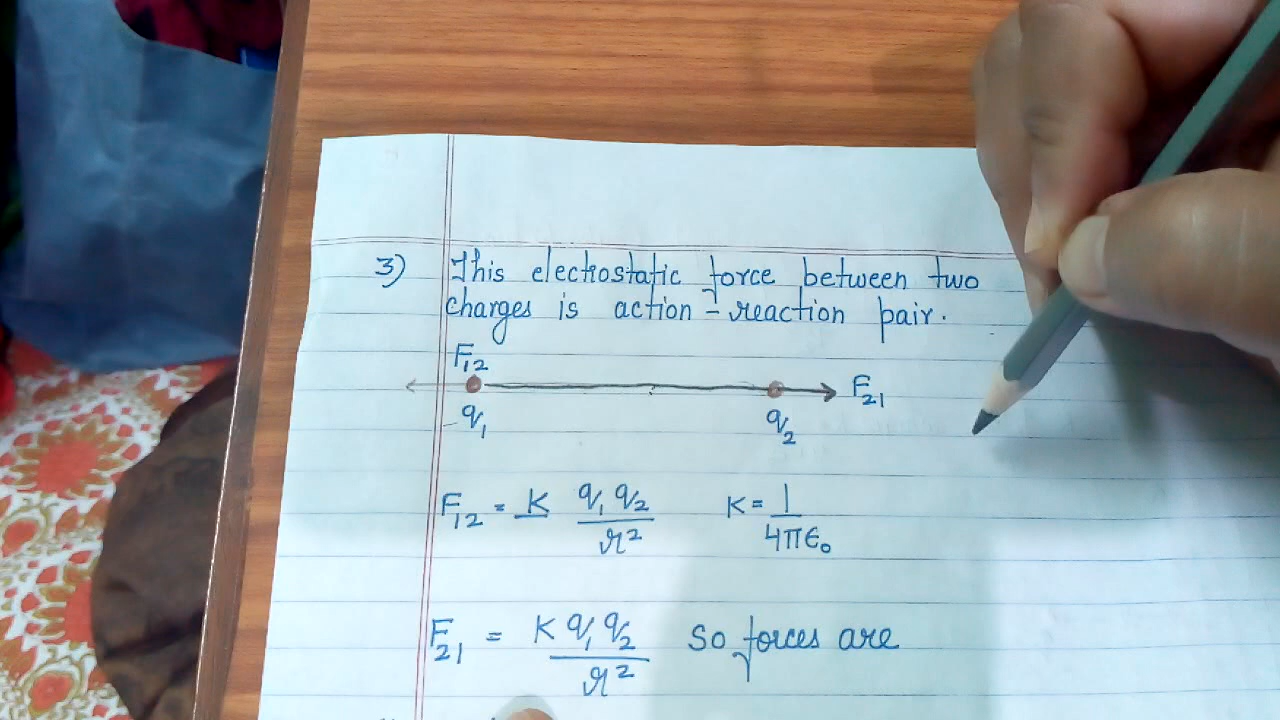 3) This electrostatic force between two
charges is action-reaction pair.
F₁₂
F₂₁
q₁
q₂
F₁₂ = K q₁ q₂ / r² K = 1 / 4πε₀
F₂₁ = K q₁ q₂ / r² So forces are